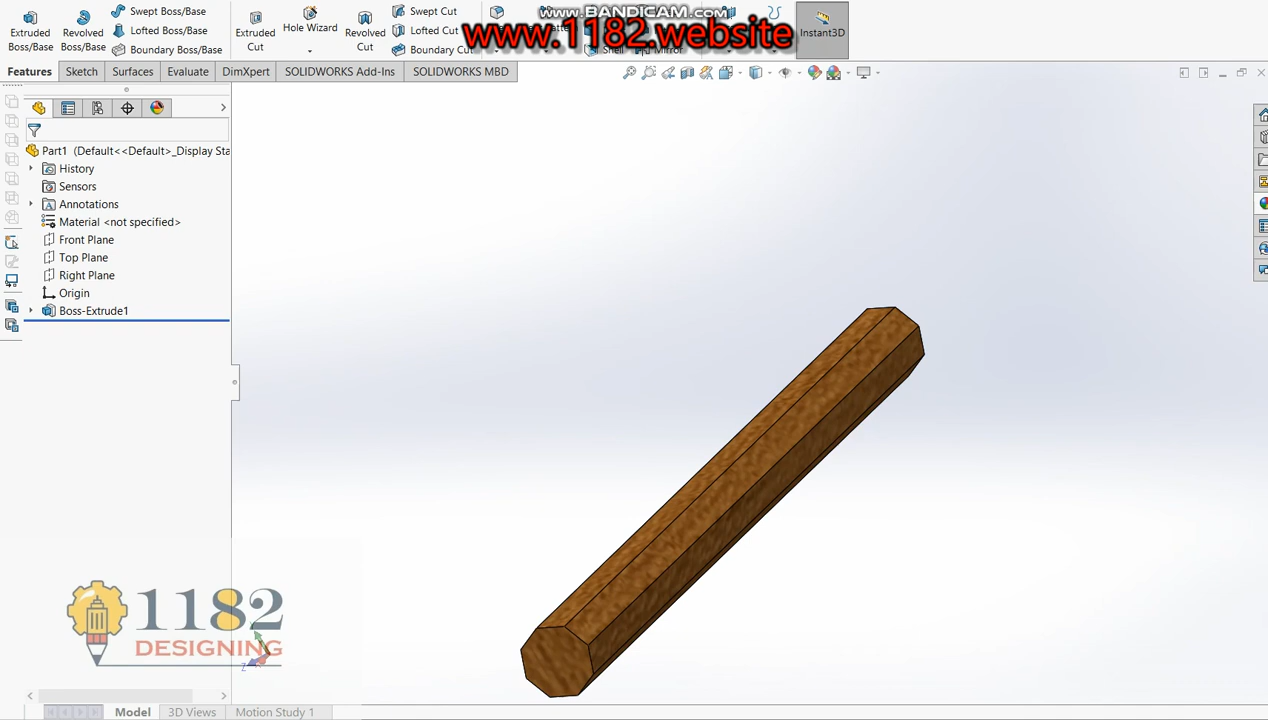 www.BANDICAM.com
www.1182.website
Extruded Boss/Base
Revolved Boss/Base
Swept Boss/Base
Lofted Boss/Base
Boundary Boss/Base
Extruded Cut
Hole Wizard
Revolved Cut
Swept Cut
Lofted Cut
Boundary Cut
Shell
Mirror
Instant3D
Features Sketch Surfaces Evaluate DimXpert SOLIDWORKS Add-Ins SOLIDWORKS MBD
Part1 (Default<<Default>_Display Sta
History
Sensors
Annotations
Material <not specified>
Front Plane
Top Plane
Right Plane
Origin
Boss-Extrude1
1182
DESIGNING
Z
Model 3D Views Motion Study 1